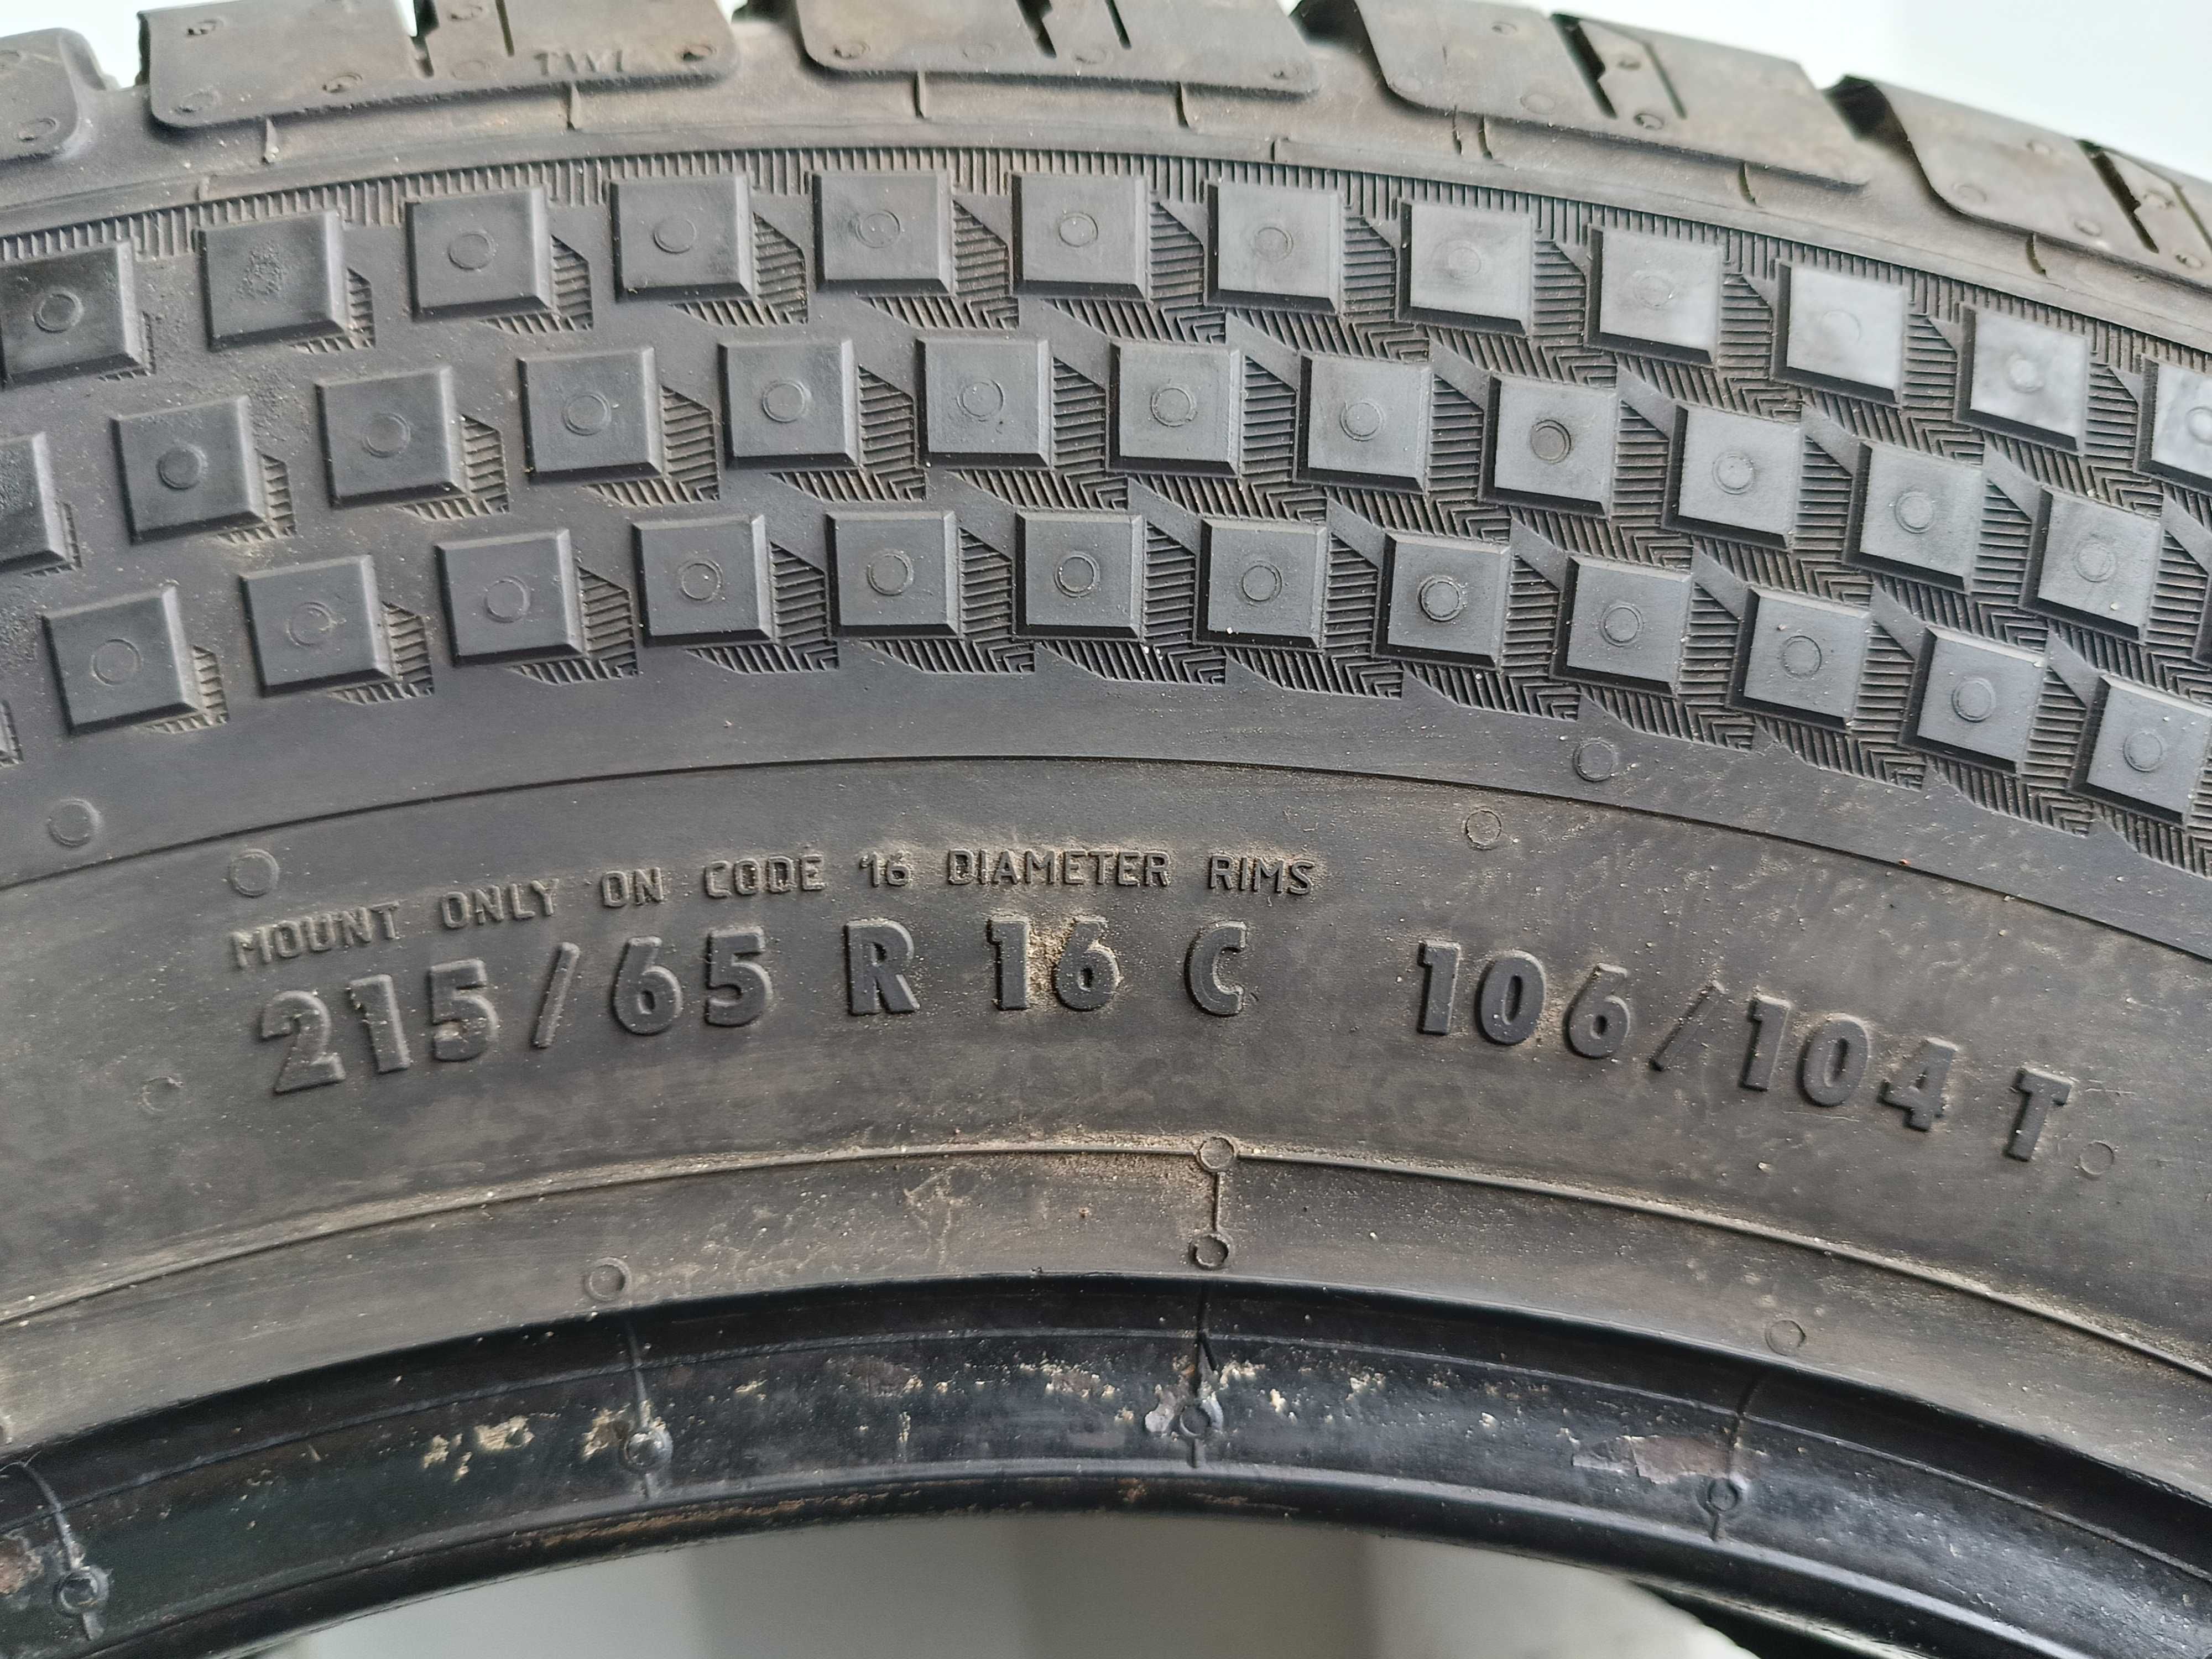 TWI
MOUNT ONLY ON CODE 16 DIAMETER RIMS
215/65 R 16 C 106/104 T